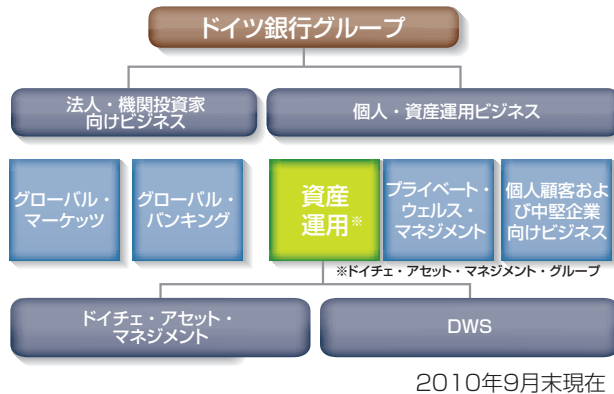 ドイツ銀行グループ
法人・機関投資家
向けビジネス
個人・資産運用ビジネス
グローバル・
マーケッツ
グローバル・
バンキング
資産
運用※
プライベート・
ウェルス・
マネジメント
個人顧客およ
び中堅企業
向けビジネス
※ドイチェ・アセット・マネジメント・グループ
ドイチェ・アセット・
マネジメント
DWS
2010年9月末現在